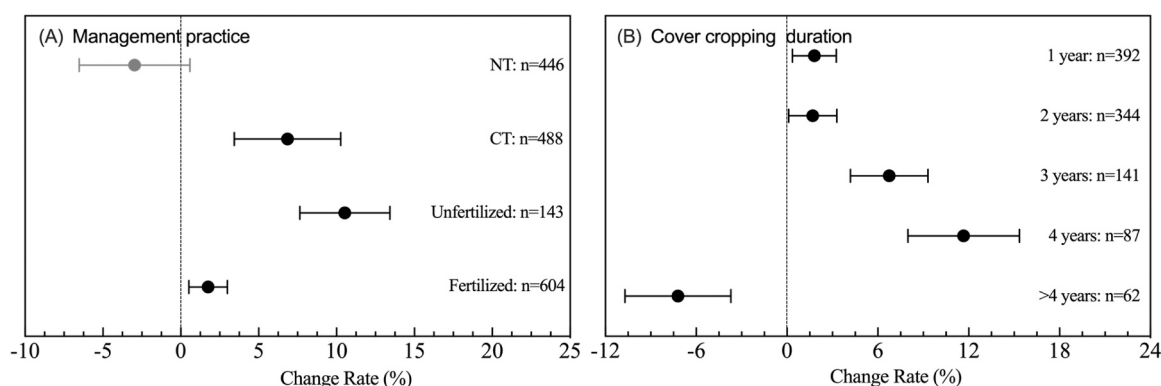 (A) Management practice
NT: n=446
CT: n=488
Unfertilized: n=143
Fertilized: n=604
-10 -5 0 5 10 15 20 25
Change Rate (%)
(B) Cover cropping duration
1 year: n=392
2 years: n=344
3 years: n=141
4 years: n=87
>4 years: n=62
-12 -6 0 6 12 18 24
Change Rate (%)